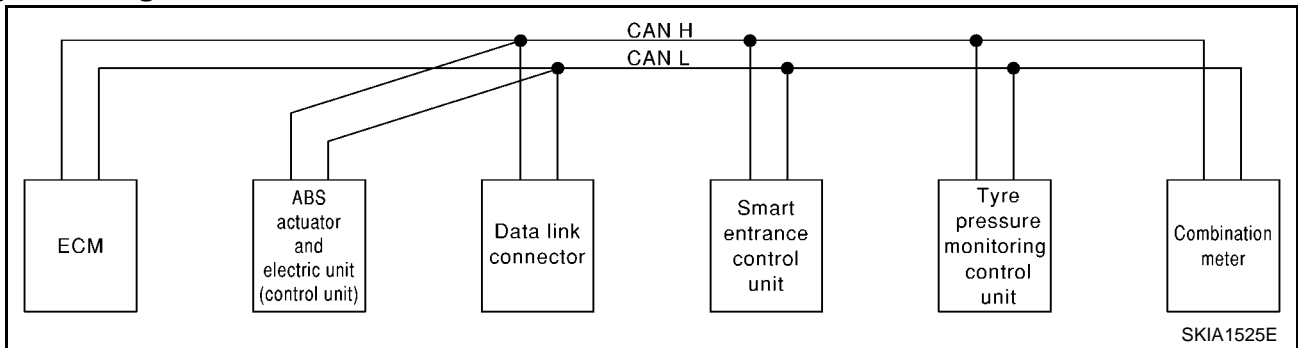 CAN H
CAN L
ECM
ABS
actuator
and
electric unit
(control unit)
Data link
connector
Smart
entrance
control
unit
Tyre
pressure
monitoring
control
unit
Combination
meter
SKIA1525E